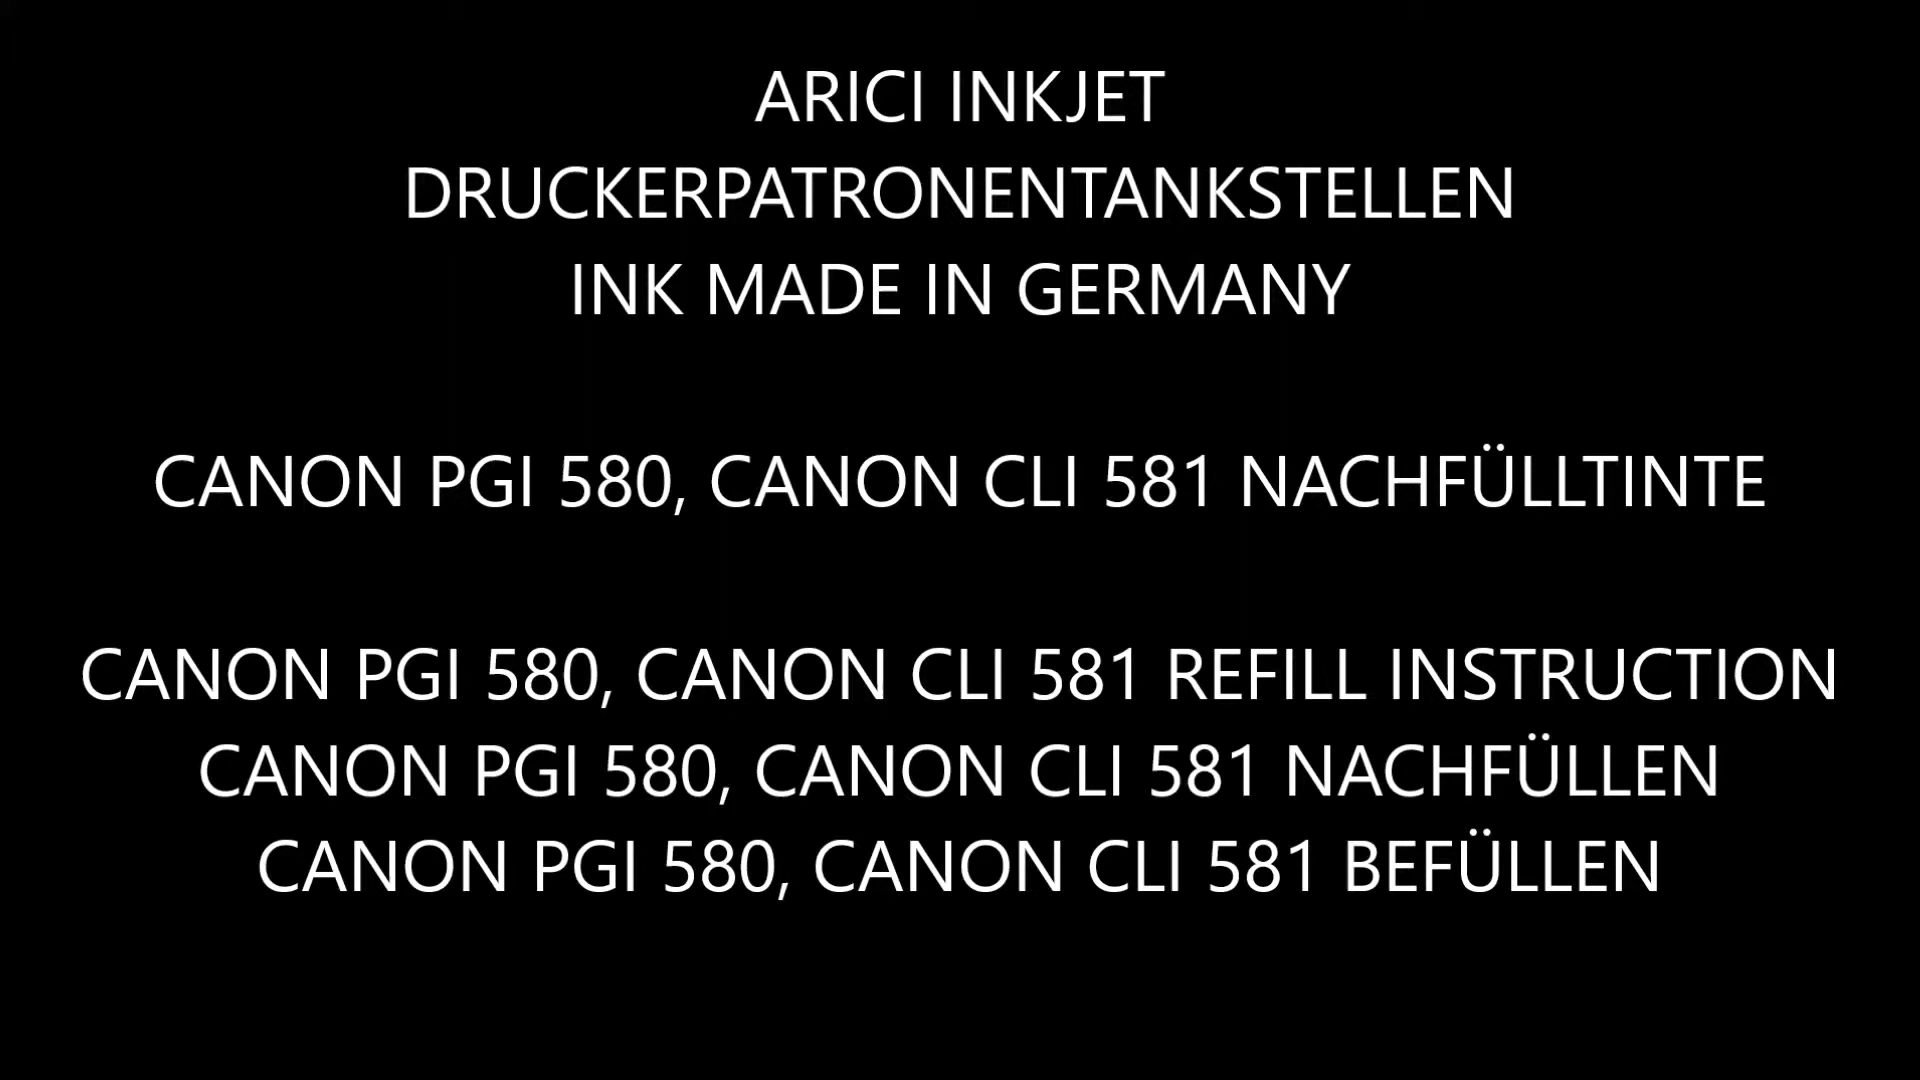 ARICI INKJET
DRUCKERPATRONENTANKSTELLEN
INK MADE IN GERMANY
CANON PGI 580, CANON CLI 581 NACHFÜLLTINTE
CANON PGI 580, CANON CLI 581 REFILL INSTRUCTION
CANON PGI 580, CANON CLI 581 NACHFÜLLEN
CANON PGI 580, CANON CLI 581 BEFÜLLEN